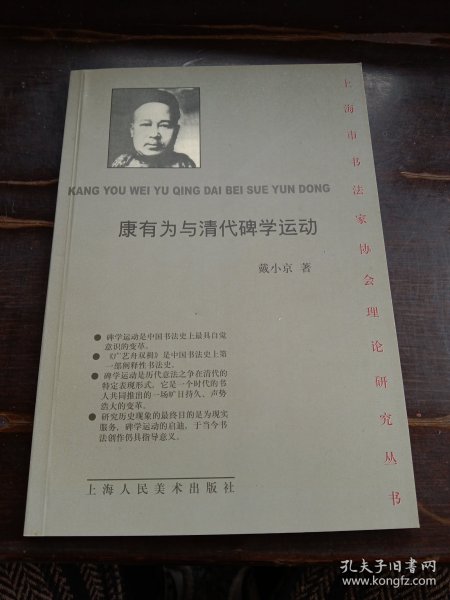 KANG YOU WEI YU QING DAI BEI SUE YUN DONG
康有为与清代碑学运动
戴小京 著
上海市书法家协会理论研究丛书
● 碑学运动是中国书法史上最具自觉
意识的变革。
● 《广艺舟双楫》是中国书法史上第
一部阐释性书法史。
● 碑学运动是历代意法之争在清代的
特定表现形式，它是一个时代的书
人共同推出的一场旷日持久、声势
浩大的变革。
● 研究历史现象的最终目的是为现实
服务，碑学运动的启迪，于当今书
法创作仍具指导意义。
上海人民美术出版社
孔夫子旧书网
www.kongfz.com